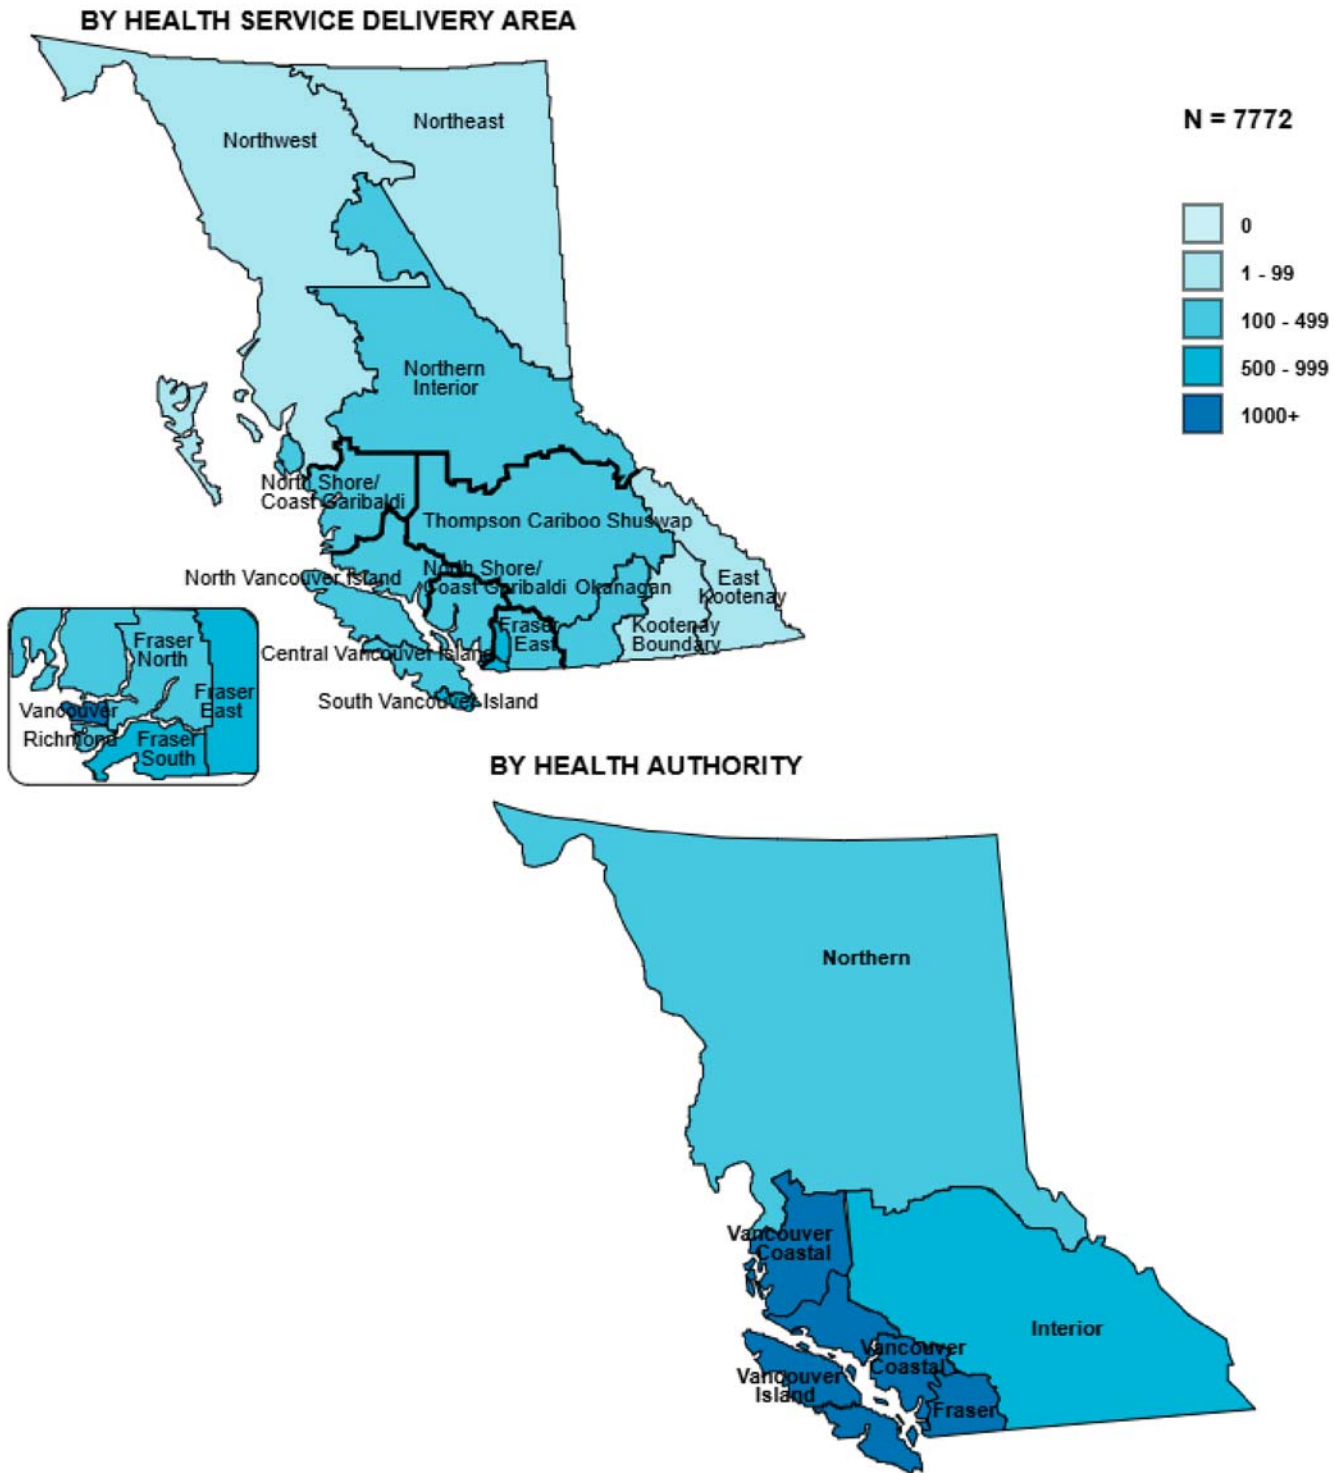 BY HEALTH SERVICE DELIVERY AREA
Northwest
Northeast
N = 7772
0
1 - 99
100 - 499
500 - 999
1000+
Northern
Interior
North Shore/
Coast Garibaldi
Thompson Cariboo Shuswap
North Vancouver Island
North Shore/
Coast Garibaldi
Okanagan
East
Kootenay
Kootenay
Boundary
Fraser
East
Central Vancouver Island
South Vancouver Island
Fraser
North
Fraser
East
Vancouver
Richmond
Fraser
South
BY HEALTH AUTHORITY
Northern
Vancouver
Coastal
Interior
Vancouver
Coastal
Vancouver
Island
Fraser